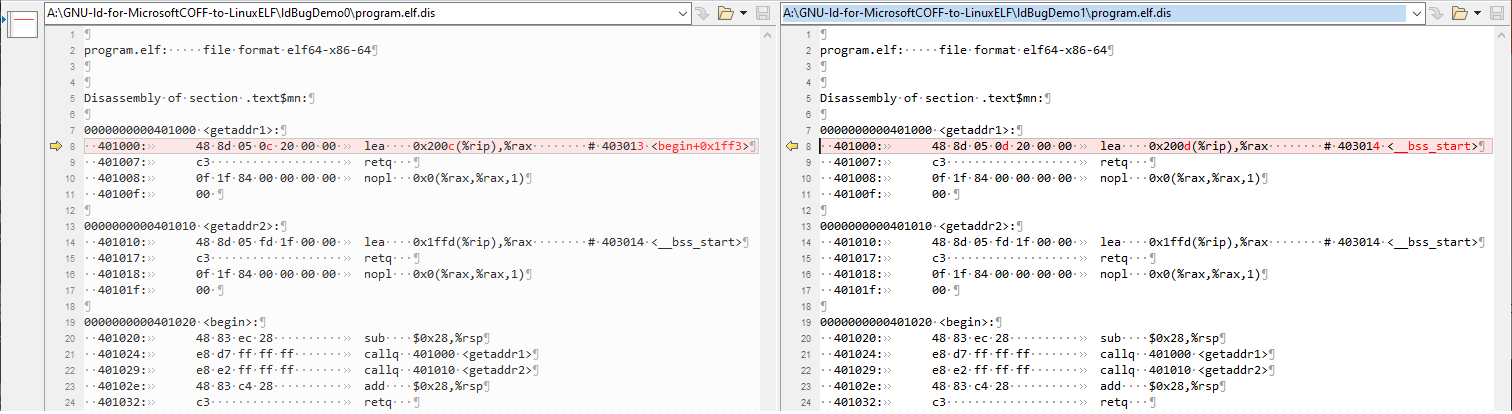 A:\GNU-ld-for-MicrosoftCOFF-to-LinuxELF\ldBugDemo0\program.elf.dis
1 ¶
2 program.elf:     file format elf64-x86-64¶
3 ¶
4 ¶
5 Disassembly of section .text$mn:¶
6 ¶
7 0000000000401000 <getaddr1>:¶
8   401000:» 48 8d 05 0c 20 00 00 » lea    0x200c(%rip),%rax        # 403013 <begin+0x1ff3>¶
9   401007:» c3 » retq   ¶
10   401008:» 0f 1f 84 00 00 00 00 » nopl   0x0(%rax,%rax,1)¶
11   40100f:» 00 ¶
12 ¶
13 0000000000401010 <getaddr2>:¶
14   401010:» 48 8d 05 fd 1f 00 00 » lea    0x1ffd(%rip),%rax        # 403014 <__bss_start>¶
15   401017:» c3 » retq   ¶
16   401018:» 0f 1f 84 00 00 00 00 » nopl   0x0(%rax,%rax,1)¶
17   40101f:» 00 ¶
18 ¶
19 0000000000401020 <begin>:¶
20   401020:» 48 83 ec 28 » sub    $0x28,%rsp¶
21   401024:» e8 d7 ff ff ff » callq  401000 <getaddr1>¶
22   401029:» e8 e2 ff ff ff » callq  401010 <getaddr2>¶
23   40102e:» 48 83 c4 28 » add    $0x28,%rsp¶
24   401032:» c3 » retq   ¶
A:\GNU-ld-for-MicrosoftCOFF-to-LinuxELF\ldBugDemo1\program.elf.dis
1 ¶
2 program.elf:     file format elf64-x86-64¶
3 ¶
4 ¶
5 Disassembly of section .text$mn:¶
6 ¶
7 0000000000401000 <getaddr1>:¶
8   401000:» 48 8d 05 0d 20 00 00 » lea    0x200d(%rip),%rax        # 403014 <__bss_start>¶
9   401007:» c3 » retq   ¶
10   401008:» 0f 1f 84 00 00 00 00 » nopl   0x0(%rax,%rax,1)¶
11   40100f:» 00 ¶
12 ¶
13 0000000000401010 <getaddr2>:¶
14   401010:» 48 8d 05 fd 1f 00 00 » lea    0x1ffd(%rip),%rax        # 403014 <__bss_start>¶
15   401017:» c3 » retq   ¶
16   401018:» 0f 1f 84 00 00 00 00 » nopl   0x0(%rax,%rax,1)¶
17   40101f:» 00 ¶
18 ¶
19 0000000000401020 <begin>:¶
20   401020:» 48 83 ec 28 » sub    $0x28,%rsp¶
21   401024:» e8 d7 ff ff ff » callq  401000 <getaddr1>¶
22   401029:» e8 e2 ff ff ff » callq  401010 <getaddr2>¶
23   40102e:» 48 83 c4 28 » add    $0x28,%rsp¶
24   401032:» c3 » retq   ¶